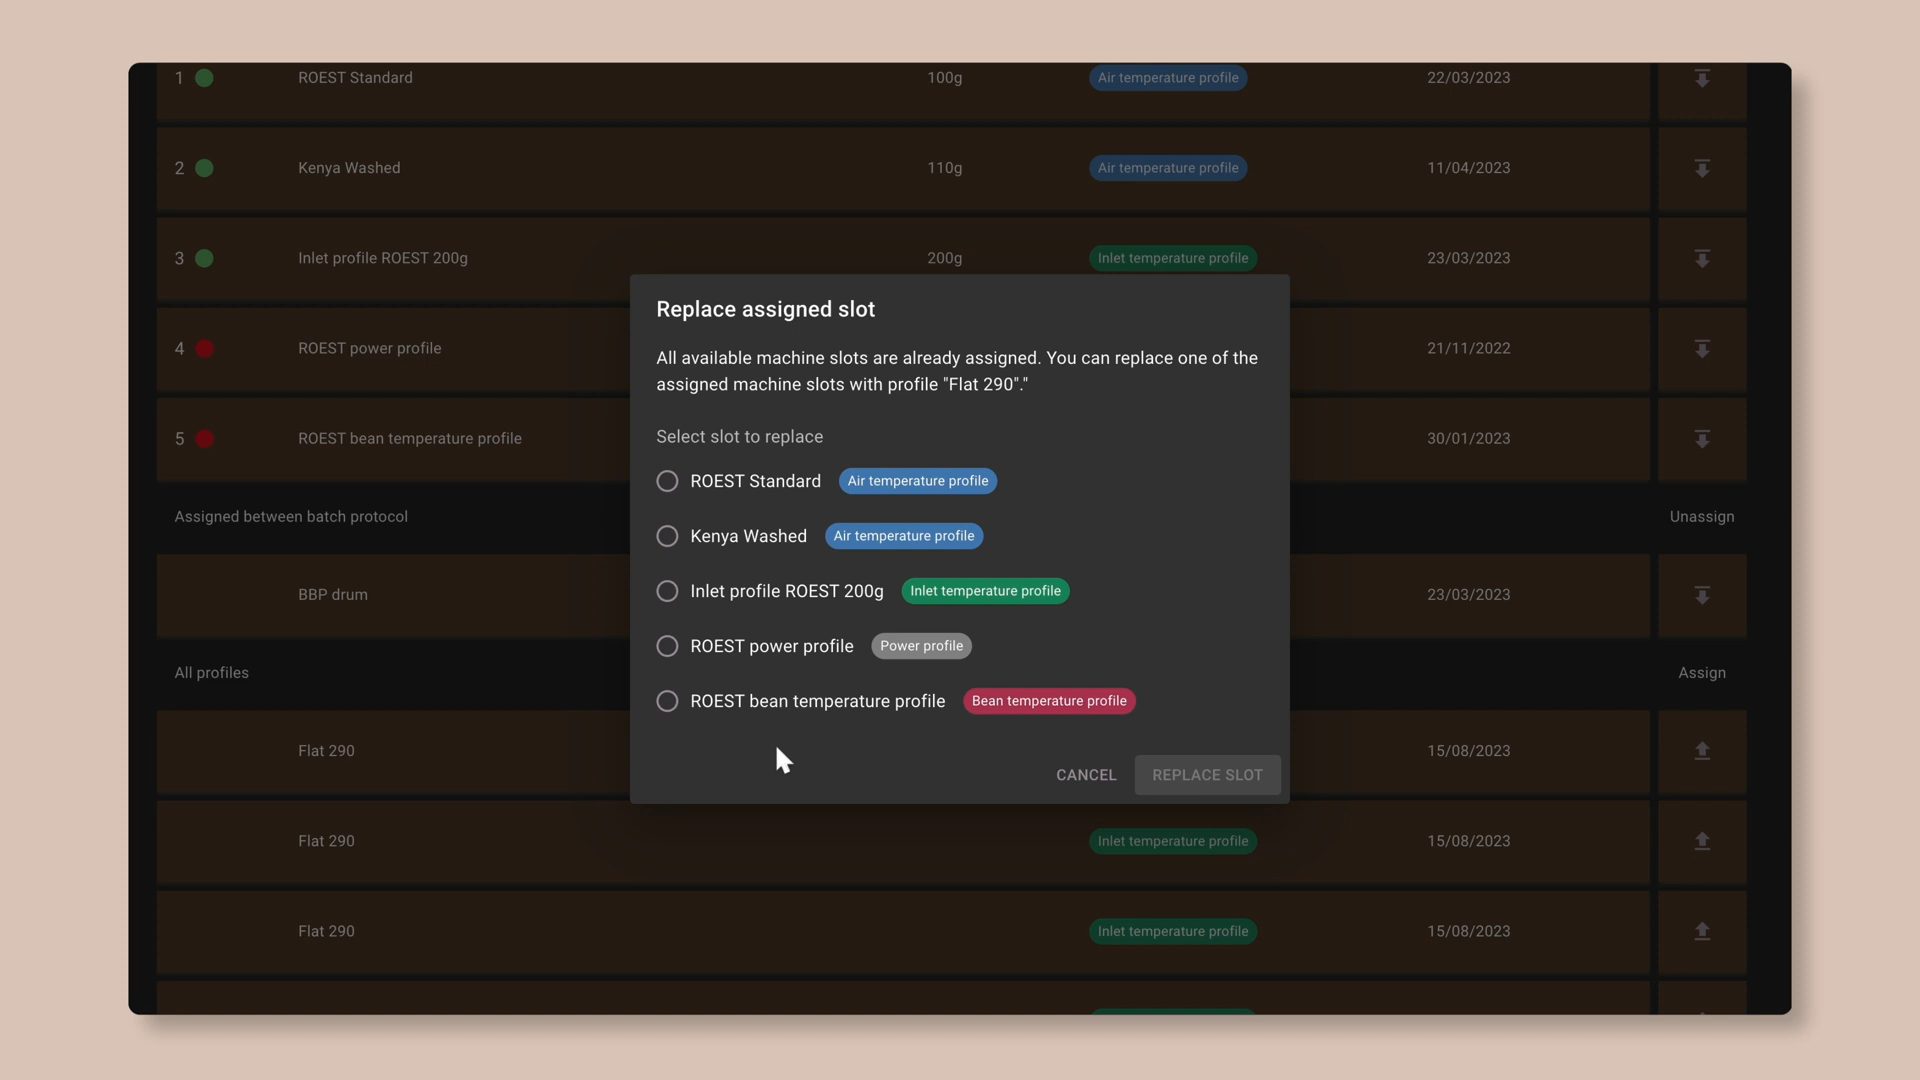 1 ROEST Standard 100g Air temperature profile 22/03/2023
2 Kenya Washed 110g Air temperature profile 11/04/2023
3 Inlet profile ROEST 200g 200g Inlet temperature profile 23/03/2023
4 ROEST power profile 21/11/2022
5 ROEST bean temperature profile 30/01/2023
Assigned between batch protocol Unassign
BBP drum 23/03/2023
All profiles Assign
Flat 290 15/08/2023
Flat 290 Inlet temperature profile 15/08/2023
Flat 290 Inlet temperature profile 15/08/2023
Replace assigned slot
All available machine slots are already assigned. You can replace one of the
assigned machine slots with profile "Flat 290"."
Select slot to replace
ROEST Standard Air temperature profile
Kenya Washed Air temperature profile
Inlet profile ROEST 200g Inlet temperature profile
ROEST power profile Power profile
ROEST bean temperature profile Bean temperature profile
CANCEL REPLACE SLOT